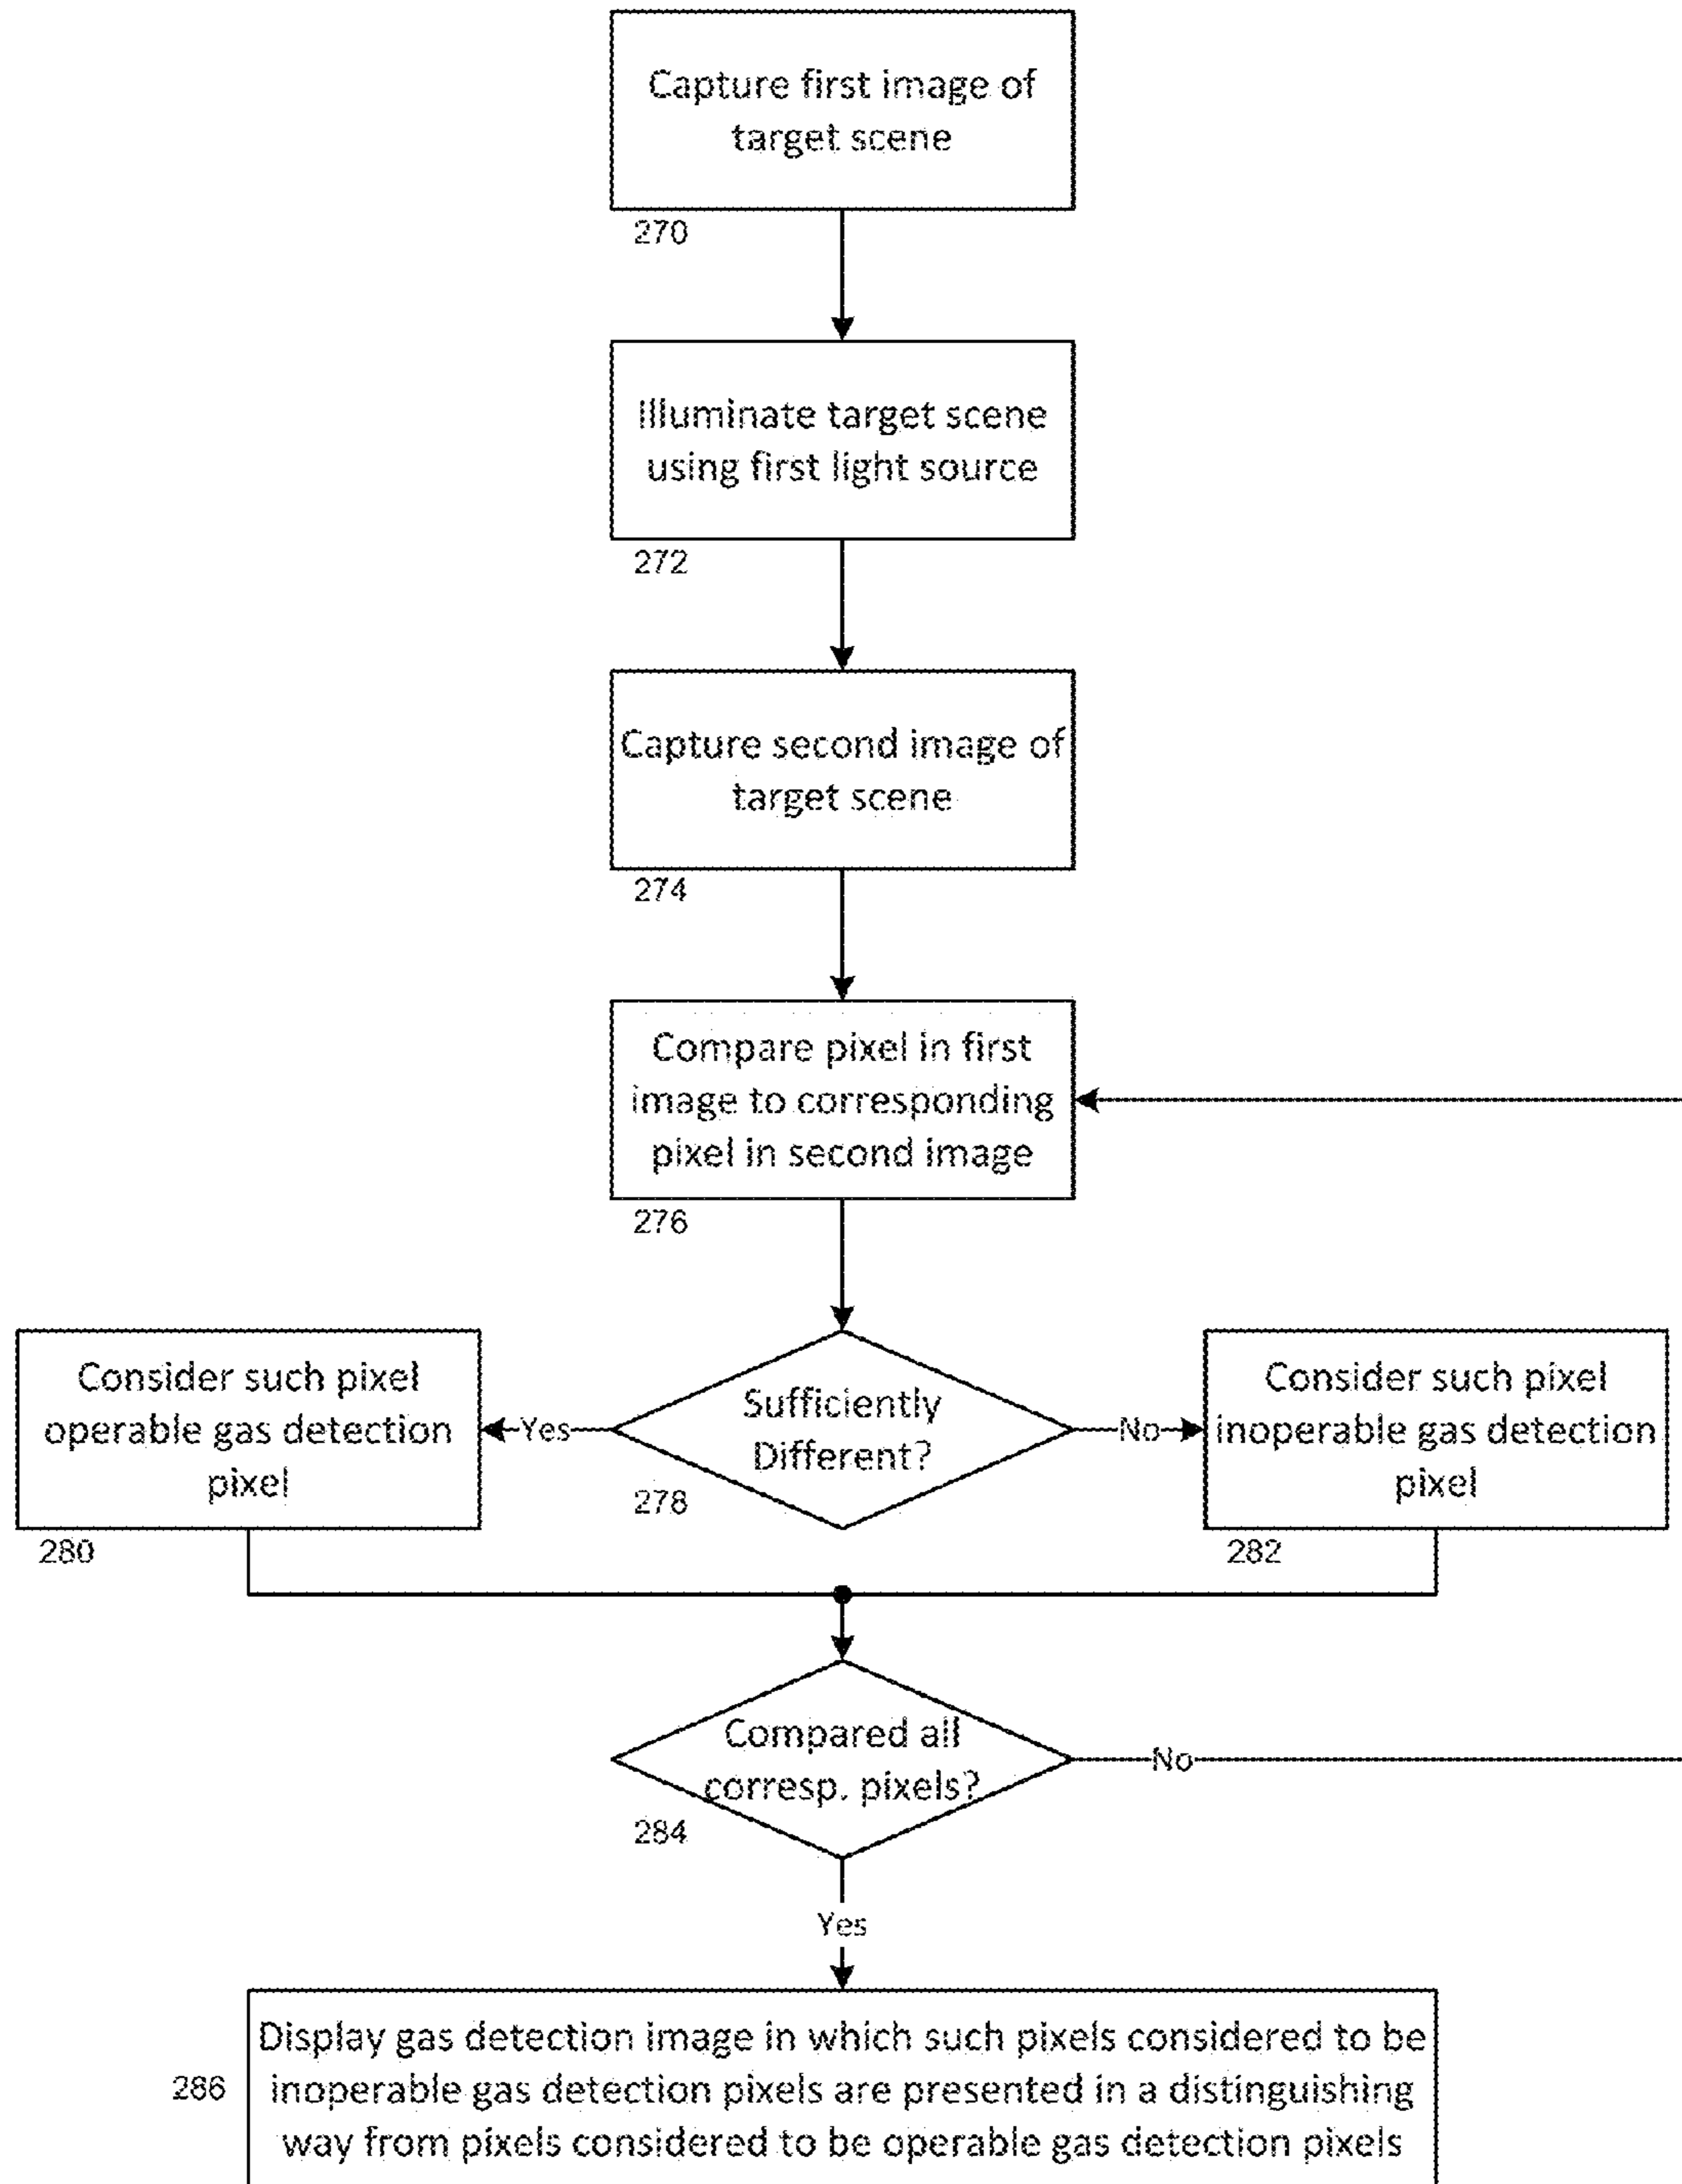 Capture first image of
target scene
270
Illuminate target scene
using first light source
272
Capture second image of
target scene
274
Compare pixel in first
image to corresponding
pixel in second image
276
Consider such pixel
operable gas detection
pixel
280
Yes
Sufficiently
Different?
278
No
Consider such pixel
inoperable gas detection
pixel
282
Compared all
corresp. pixels?
284
No
Yes
Display gas detection image in which such pixels considered to be
inoperable gas detection pixels are presented in a distinguishing
way from pixels considered to be operable gas detection pixels
286